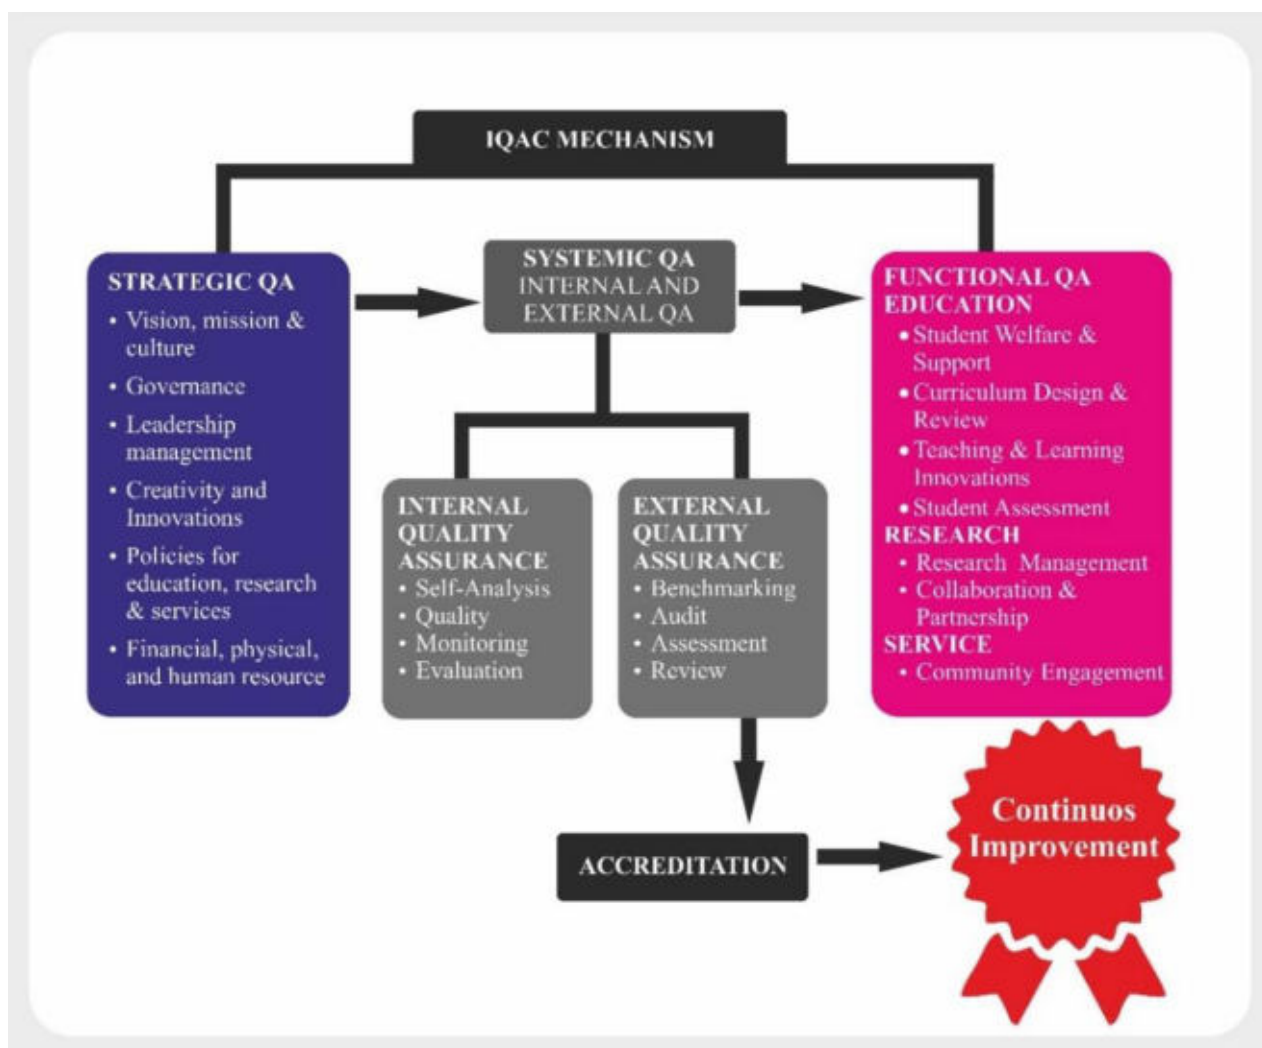 IQAC MECHANISM
STRATEGIC QA
• Vision, mission &
culture
• Governance
• Leadership
management
• Creativity and
Innovations
• Policies for
education, research
& services
• Financial, physical,
and human resource
SYSTEMIC QA
INTERNAL AND
EXTERNAL QA
INTERNAL
QUALITY
ASSURANCE
• Self-Analysis
• Quality
• Monitoring
• Evaluation
EXTERNAL
QUALITY
ASSURANCE
• Benchmarking
• Audit
• Assessment
• Review
FUNCTIONAL QA
EDUCATION
• Student Welfare &
Support
• Curriculum Design &
Review
• Teaching & Learning
Innovations
• Student Assessment
RESEARCH
• Research Management
• Collaboration &
Partnership
SERVICE
• Community Engagement
ACCREDITATION
Continuos
Improvement